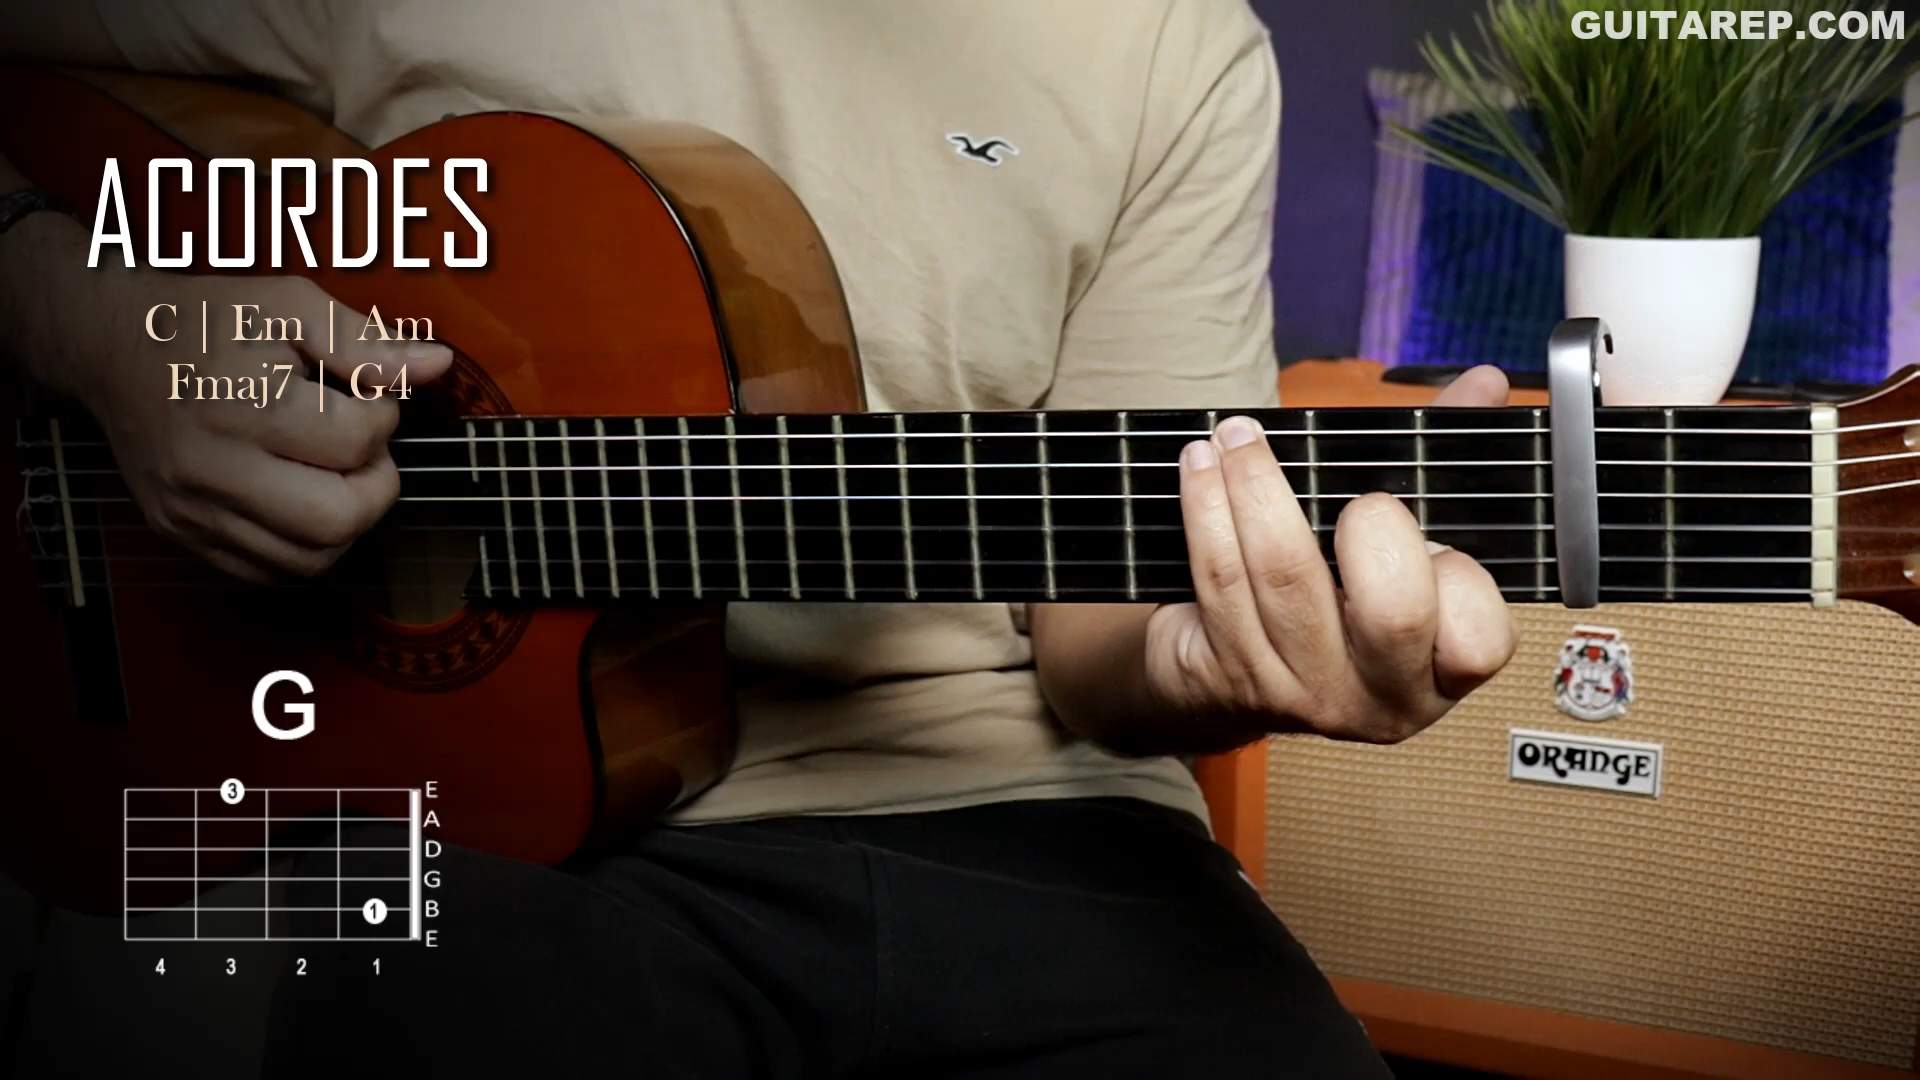 GUITAREP.COM
ACORDES
C | Em | Am
Fmaj7 | G4
ORANGE
G
3
E
A
D
G
1 B
E
4 3 2 1